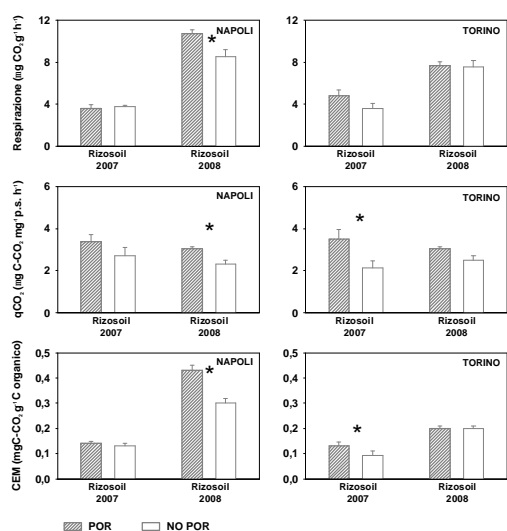 12
8
4
0
Respirazione (mg CO₂ g⁻¹ h⁻¹)
NAPOLI
*
Rizosoil
2007
Rizosoil
2008
12
8
4
0
TORINO
Rizosoil
2007
Rizosoil
2008
6
4
2
0
qCO₂ (mg C-CO₂ mg⁻¹ p.s. h⁻¹)
NAPOLI
*
Rizosoil
2007
Rizosoil
2008
6
4
2
0
TORINO
*
Rizosoil
2007
Rizosoil
2008
0,5
0,4
0,3
0,2
0,1
0,0
CEM (mgC-CO₂ g⁻¹ C organico)
NAPOLI
*
Rizosoil
2007
Rizosoil
2008
0,5
0,4
0,3
0,2
0,1
0,0
TORINO
*
Rizosoil
2007
Rizosoil
2008
POR
NO POR